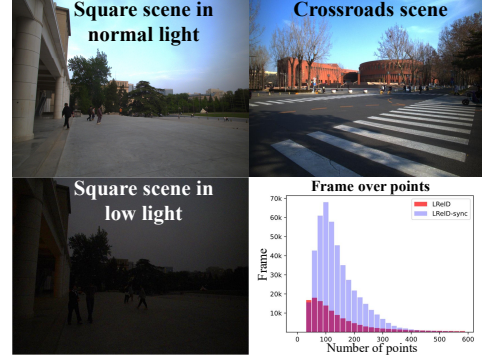 Square scene in
normal light
Crossroads scene
Square scene in
low light
Frame over points
LReID
LReID-sync
70k
60k
50k
40k
30k
20k
10k
Frame
0 100 200 300 400 500 600
Number of points